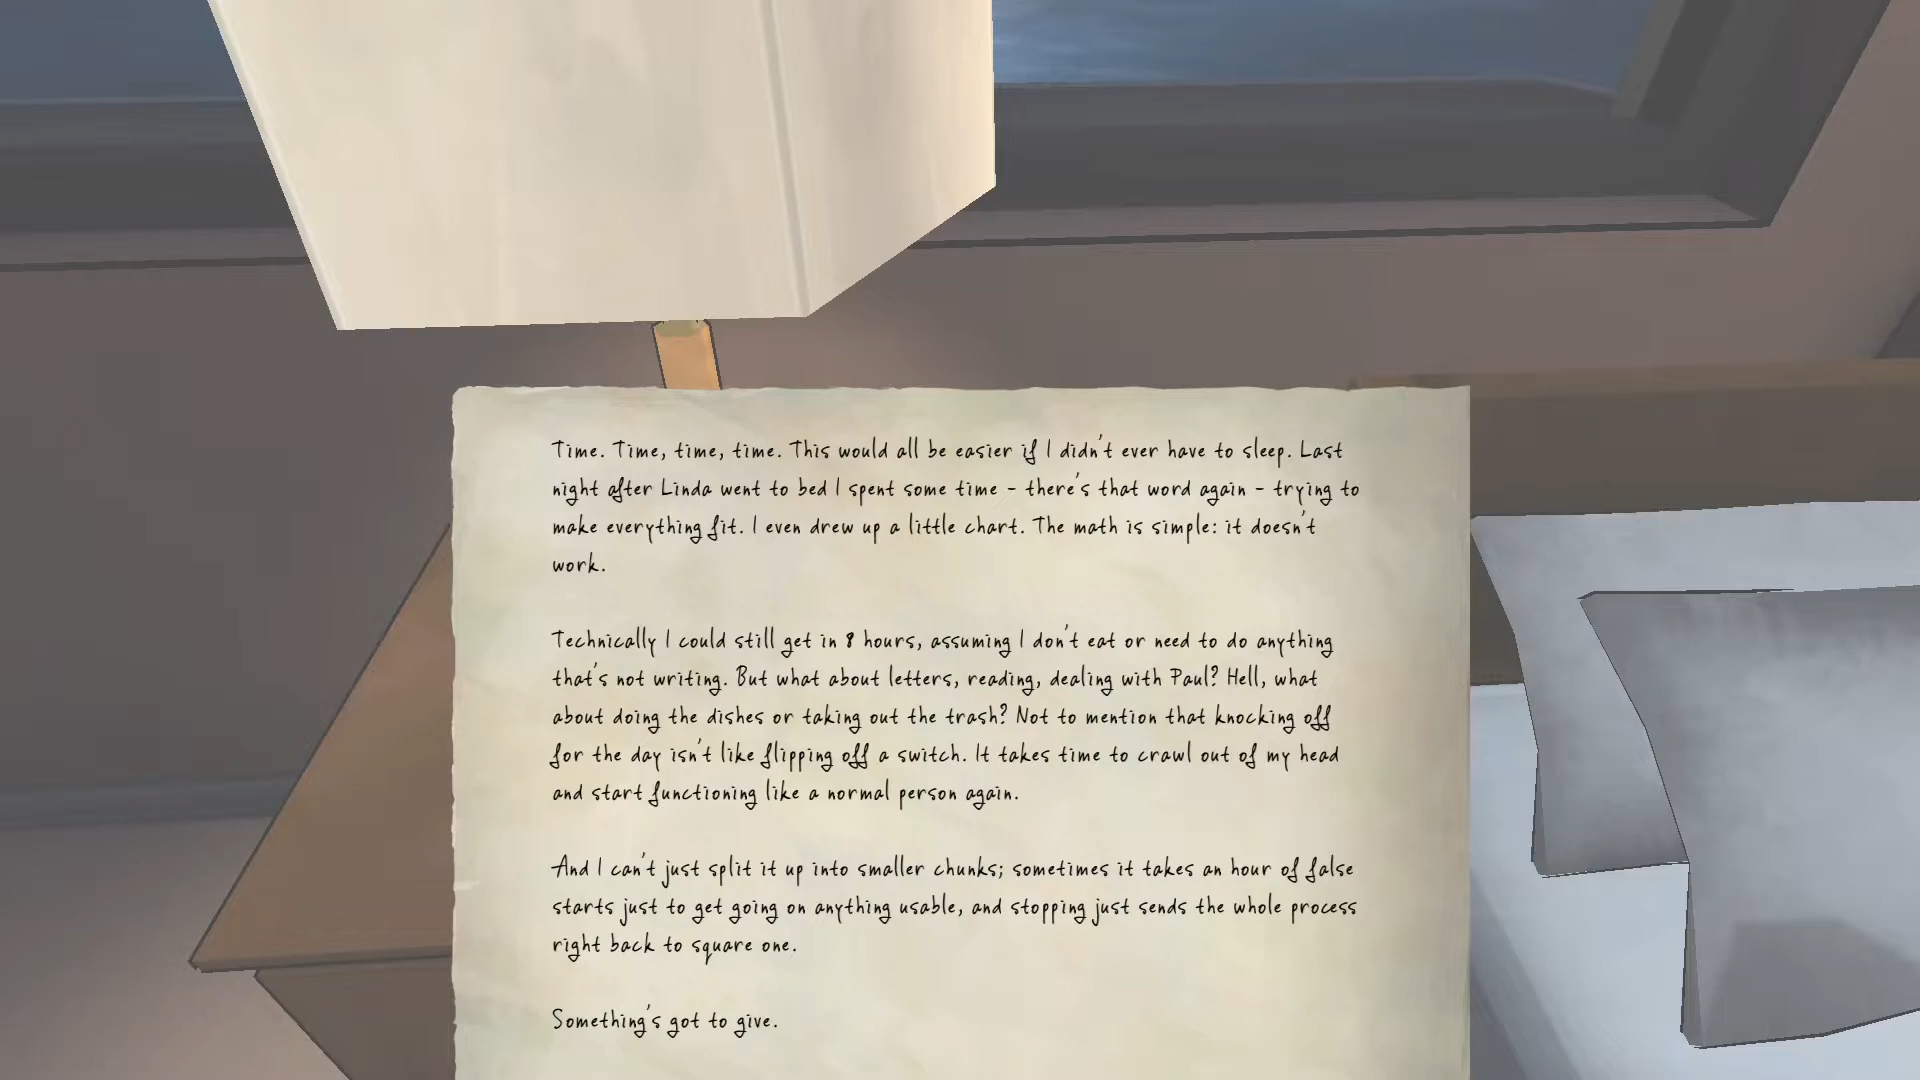 Time. Time, time, time. This would all be easier if I didn't ever have to sleep. Last
night after Linda went to bed I spent some time - there's that word again - trying to
make everything fit. I even drew up a little chart. The math is simple: it doesn't
work.
Technically I could still get in 8 hours, assuming I don't eat or need to do anything
that's not writing. But what about letters, reading, dealing with Paul? Hell, what
about doing the dishes or taking out the trash? Not to mention that knocking off
for the day isn't like flipping off a switch. It takes time to crawl out of my head
and start functioning like a normal person again.
And I can't just split it up into smaller chunks; sometimes it takes an hour of false
starts just to get going on anything usable, and stopping just sends the whole process
right back to square one.
Something's got to give.